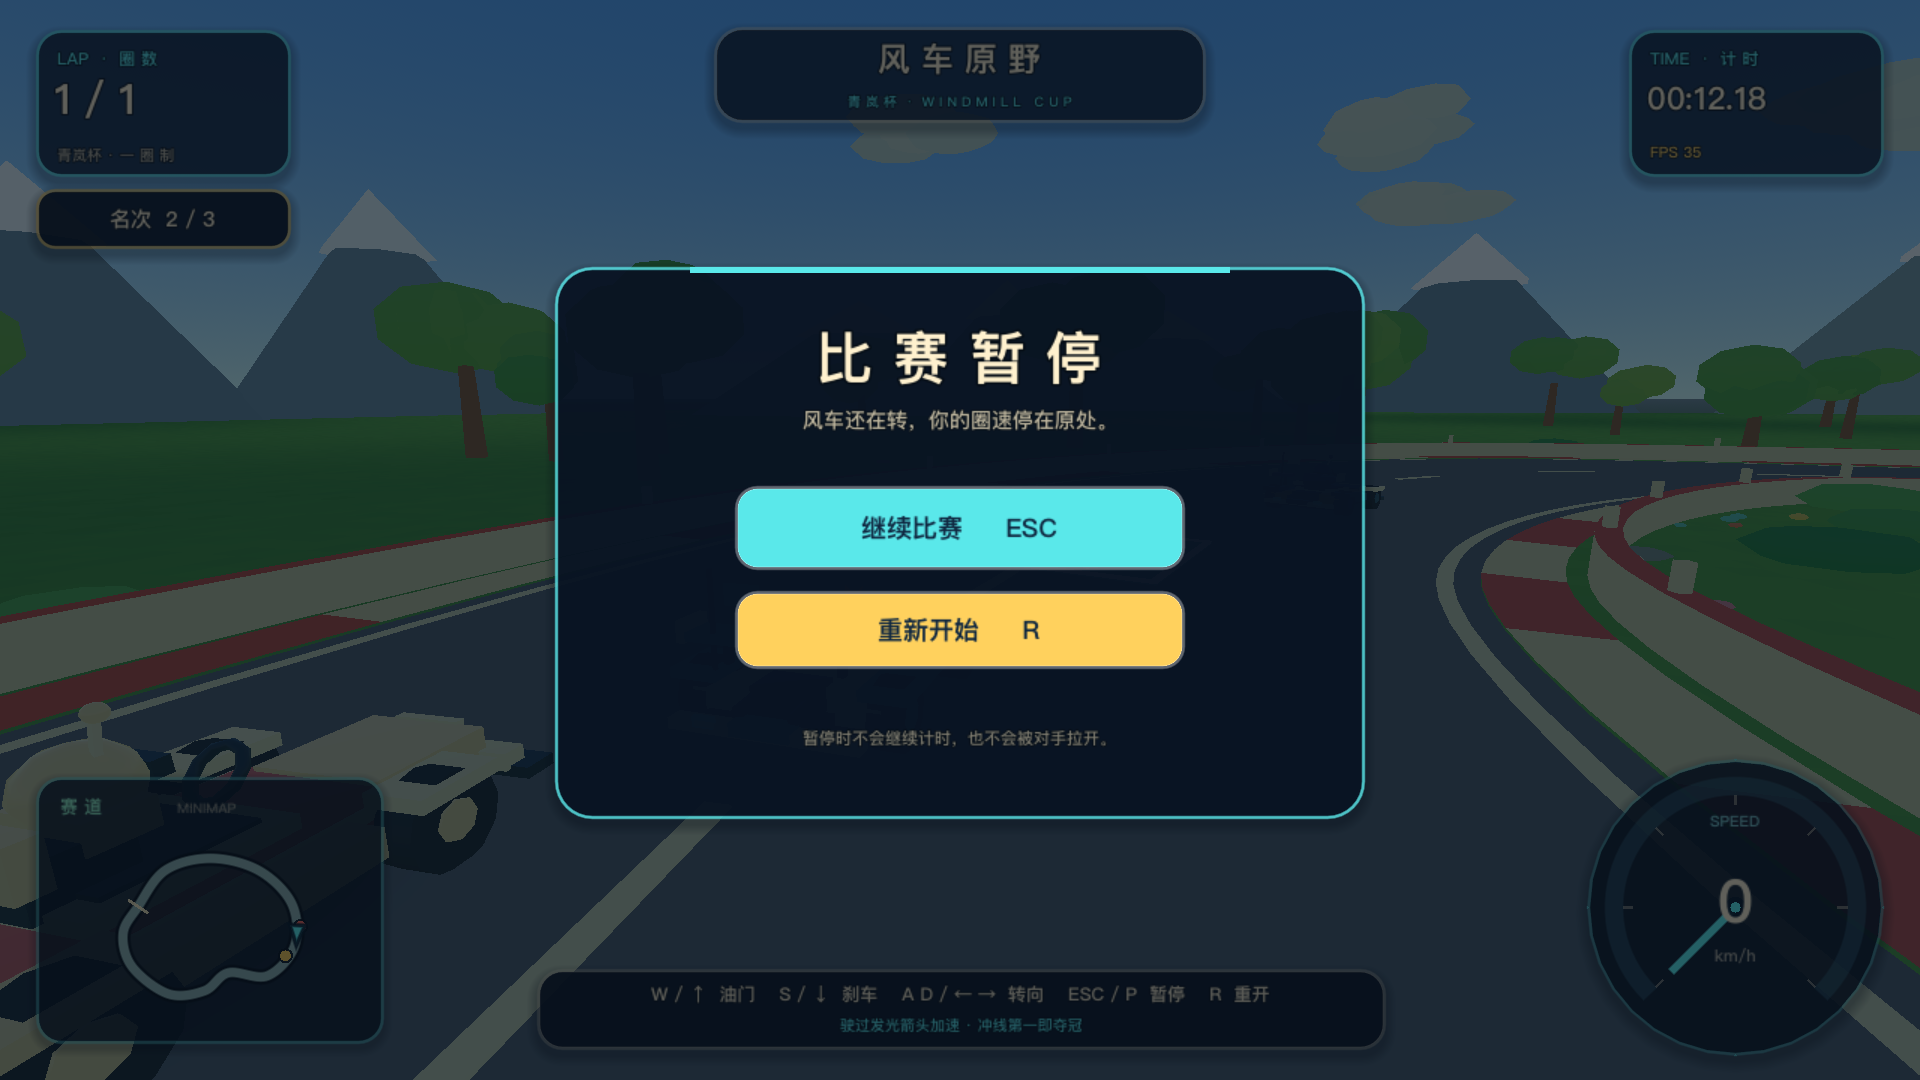 LAP · 圈数
1 / 1
青岚杯 · 一圈制
名次 2 / 3
风车原野
青岚杯 · WINDMILL CUP
TIME · 计时
00:12.18
FPS 35
比赛暂停
风车还在转，你的圈速停在原处。
继续比赛 ESC
重新开始 R
暂停时不会继续计时，也不会被对手拉开。
赛道 MINIMAP
SPEED
0
km/h
W / ↑ 油门 S / ↓ 刹车 A D / ← → 转向 ESC / P 暂停 R 重开
驶过发光箭头加速 · 冲线第一即夺冠